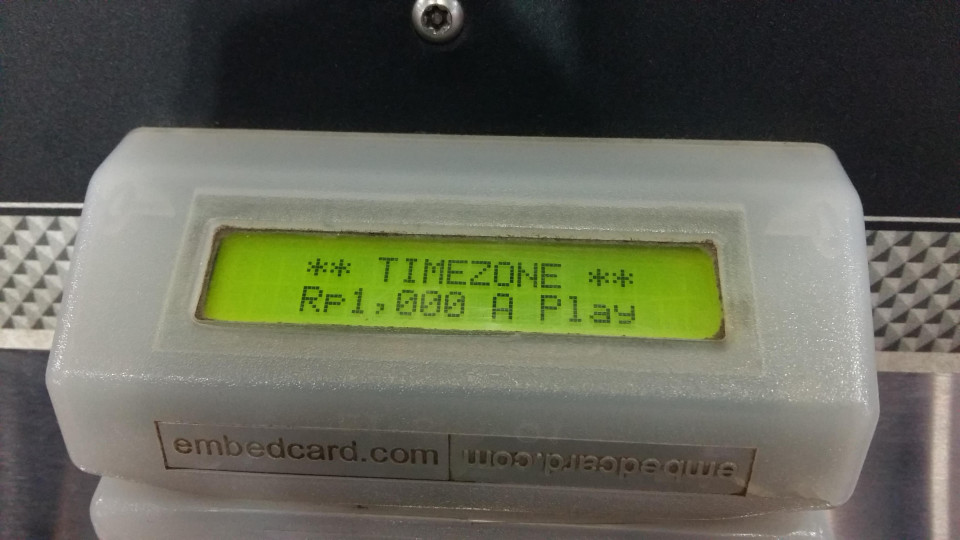 ** TIMEZONE **
Rp1,000 A Play
embedcard.com
embedcard.com